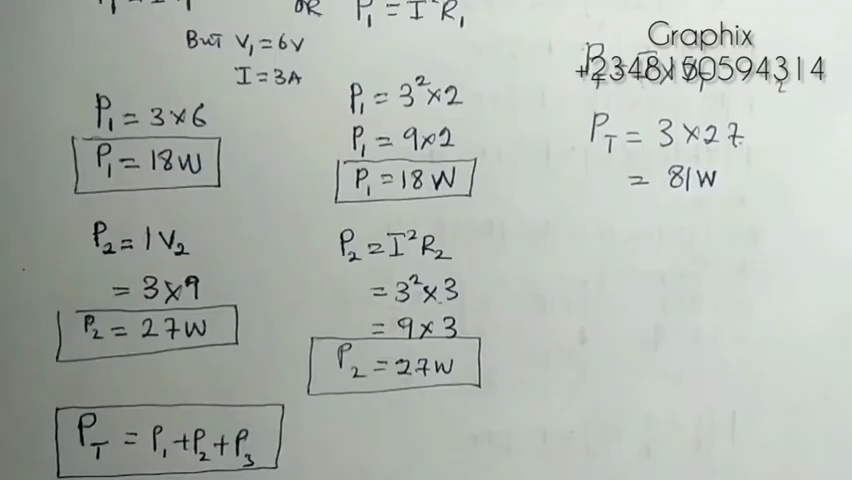 OR P₁ = I²R₁
But V₁ = 6V
I = 3A
P₁ = 3 × 6
P₁ = 18W
P₂ = IV₂
= 3 × 9
P₂ = 27W
P_T = P₁ + P₂ + P₃
P₁ = 3² × 2
P₁ = 9 × 2
P₁ = 18W
P₂ = I²R₂
= 3² × 3
= 9 × 3
P₂ = 27W
Graphix
+2348150594314
P_T = 3 × 27
= 81W